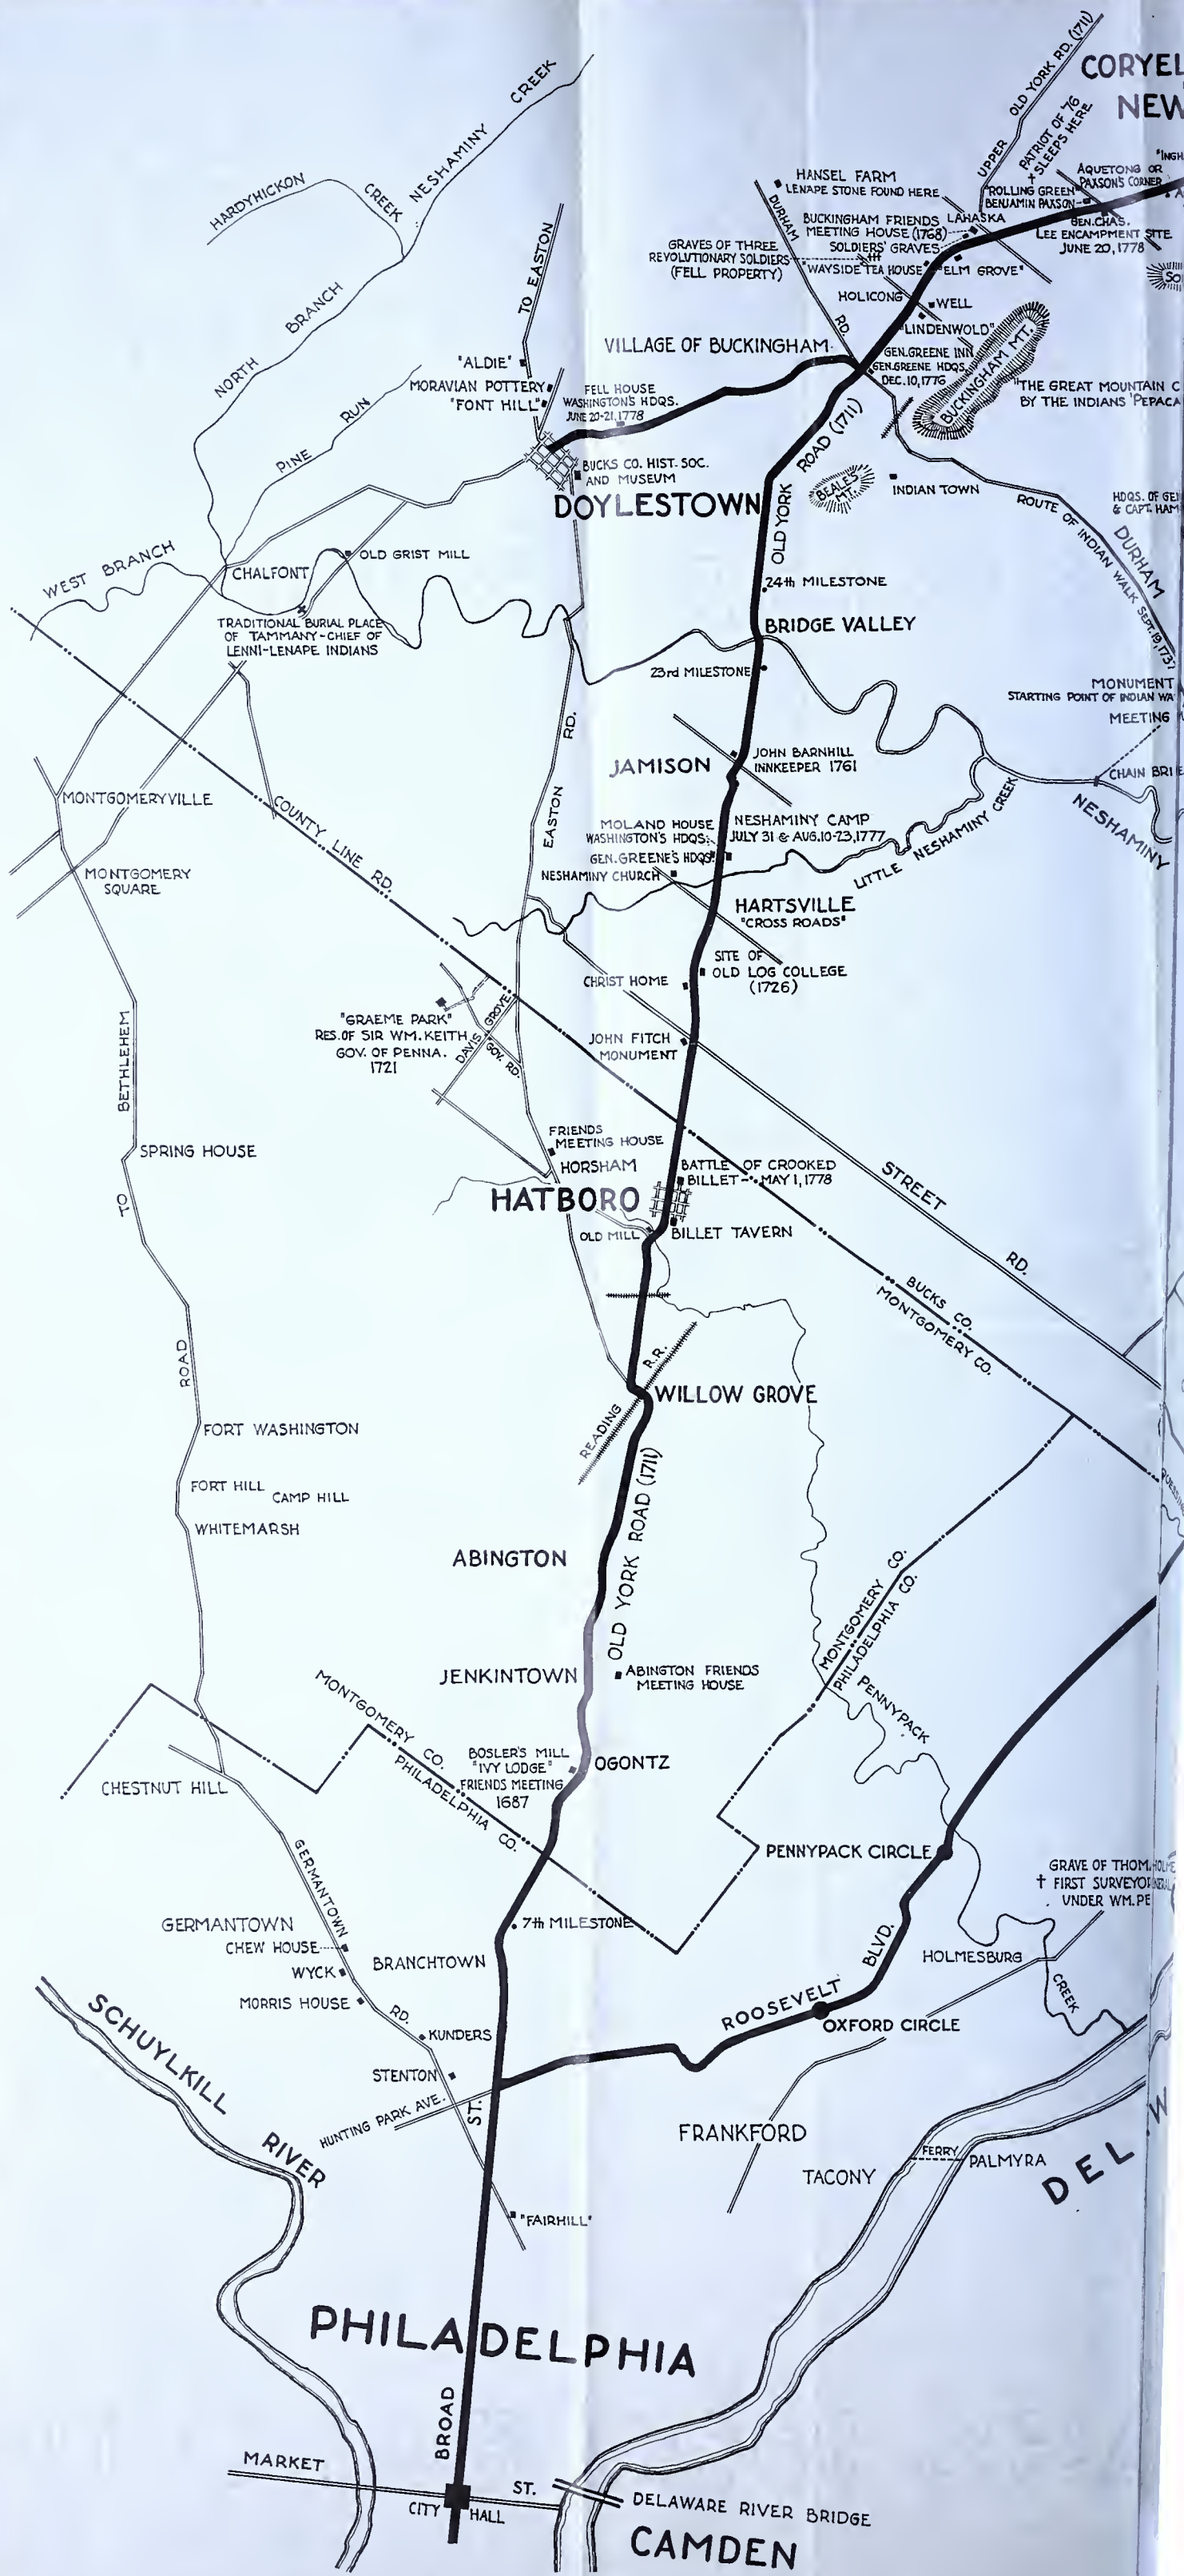 CREEK
NESHAMINY
HARDYHICKON
CREEK
NORTH BRANCH
PINE RUN
WEST BRANCH
UPPER OLD YORK RD. (1711)
PATRIOT OF '76
SLEEPS HERE
HANSEL FARM
LENAPE STONE FOUND HERE
DURHAM RD.
BUCKINGHAM FRIENDS
MEETING HOUSE (1768)
LAHASKA
SOLDIERS' GRAVES
"ROLLING GREEN"
BENJAMIN PAXSON
AQUETONG OR
PAXSON'S CORNER
GEN. CHAS.
LEE ENCAMPMENT SITE
JUNE 20, 1778
GRAVES OF THREE
REVOLUTIONARY SOLDIERS
(FELL PROPERTY)
WAYSIDE TEA HOUSE
"ELM GROVE"
HOLICONG
WELL
"LINDENWOLD"
GEN. GREENE INN
GEN. GREENE HDQS.
DEC. 10, 1776
BUCKINGHAM MT.
"THE GREAT MOUNTAIN
BY THE INDIANS
TO EASTON
"ALDIE"
MORAVIAN POTTERY
"FONT HILL"
VILLAGE OF BUCKINGHAM
FELL HOUSE
WASHINGTON'S HDQS.
JUNE 20-21, 1778
BUCKS CO. HIST. SOC.
AND MUSEUM
DOYLESTOWN
OLD YORK ROAD (1711)
BEALE'S
MT.
INDIAN TOWN
ROUTE OF INDIAN WALK SEPT. 19, 1737
HDQS. OF
& CAPT.
DURHAM
CHALFONT
OLD GRIST MILL
TRADITIONAL BURIAL PLACE
OF TAMMANY-CHIEF OF
LENNI-LENAPE INDIANS
24th MILESTONE
BRIDGE VALLEY
23rd MILESTONE
MONUMENT
STARTING POINT OF INDIAN
MEETING
CHAIN
NESHAMINY
JAMISON
JOHN BARNHILL
INNKEEPER 1761
EASTON RD.
MOLAND HOUSE
WASHINGTON'S HDQS.
GEN. GREENE'S HDQS.
NESHAMINY CHURCH
NESHAMINY CAMP
JULY 31 & AUG. 10-23, 1777
LITTLE NESHAMINY CREEK
HARTSVILLE
"CROSS ROADS"
MONTGOMERYVILLE
COUNTY LINE RD.
MONTGOMERY
SQUARE
SITE OF
OLD LOG COLLEGE
(1726)
CHRIST HOME
JOHN FITCH
MONUMENT
"GRAEME PARK"
RES. OF SIR WM. KEITH
GOV. OF PENNA.
1721
DAVIS GROVE
GOV. RD.
BETHLEHEM
TO
ROAD
SPRING HOUSE
FRIENDS
MEETING HOUSE
HORSHAM
HATBORO
BATTLE OF CROOKED
BILLET - MAY 1, 1778
OLD MILL
BILLET TAVERN
STREET RD.
BUCKS CO.
MONTGOMERY CO.
READING R.R.
WILLOW GROVE
FORT WASHINGTON
FORT HILL
CAMP HILL
WHITEMARSH
ABINGTON
OLD YORK ROAD (1711)
JENKINTOWN
ABINGTON FRIENDS
MEETING HOUSE
MONTGOMERY CO.
PHILADELPHIA CO.
PENNYPACK
MONTGOMERY CO.
PHILADELPHIA CO.
BOSLER'S MILL
"IVY LODGE"
FRIENDS MEETING
1687
OGONTZ
CHESTNUT HILL
PENNYPACK CIRCLE
GRAVE OF THOM.
FIRST SURVEYOR
UNDER WM.
GERMANTOWN
RD.
GERMANTOWN
CHEW HOUSE
WYCK
MORRIS HOUSE
7th MILESTONE
BRANCHTOWN
ROOSEVELT BLVD.
HOLMESBURG
CREEK
OXFORD CIRCLE
KUNDERS
STENTON
HUNTING PARK AVE.
ST.
SCHUYLKILL
RIVER
FRANKFORD
TACONY
FERRY
PALMYRA
"FAIRHILL"
PHILADELPHIA
BROAD
MARKET
ST.
CITY HALL
DELAWARE RIVER BRIDGE
CAMDEN